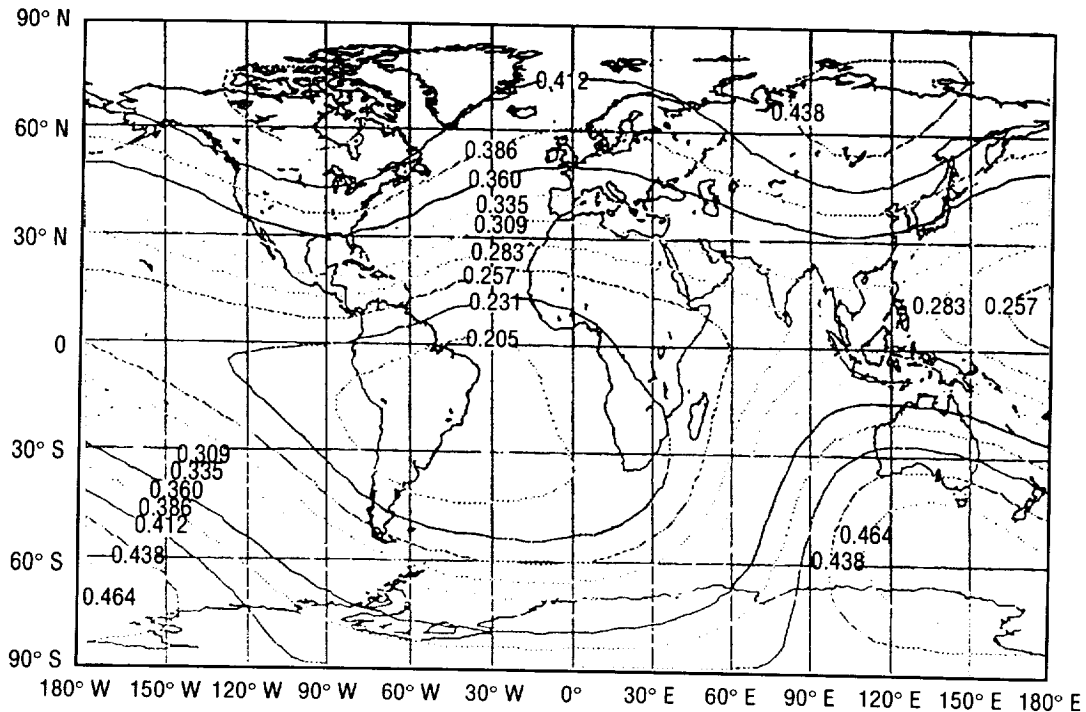 90° N
0.412
0.438
60° N
0.386
0.360
0.335
0.309
30° N
0.283
0.257
0.283
0.257
0.231
0.205
0
30° S
0.309
0.335
0.360
0.386
0.412
0.464
0.438
0.438
60° S
0.464
90° S
180° W
150° W
120° W
90° W
60° W
30° W
0°
30° E
60° E
90° E
120° E
150° E
180° E